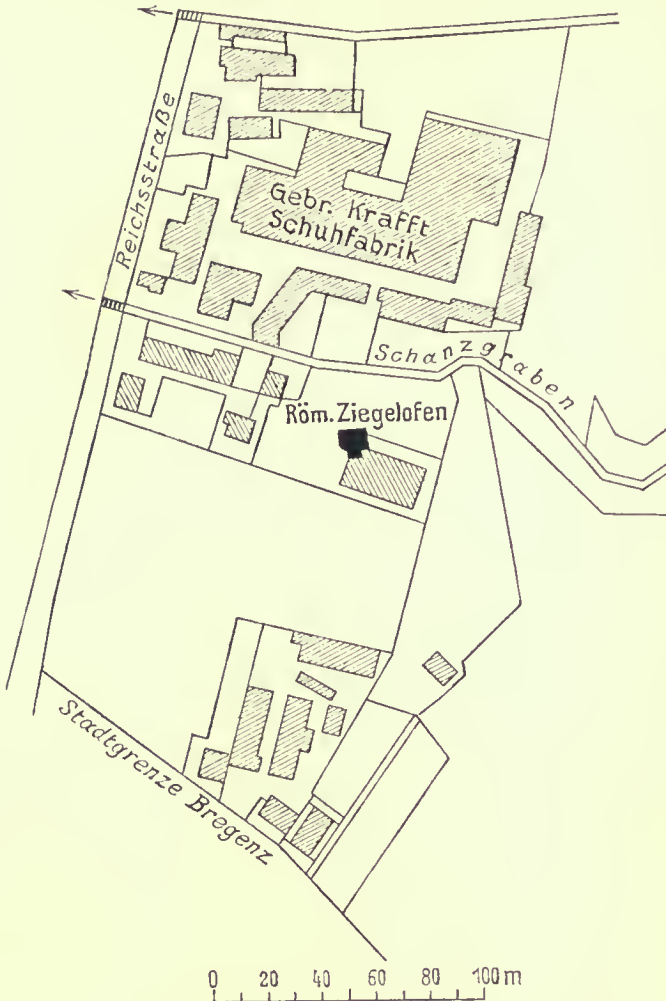 Reichsstraße
Gebr. Krafft
Schuhfabrik
Schanzgraben
Röm. Ziegelofen
Stadtgrenze Bregenz
0 20 40 60 80 100 m